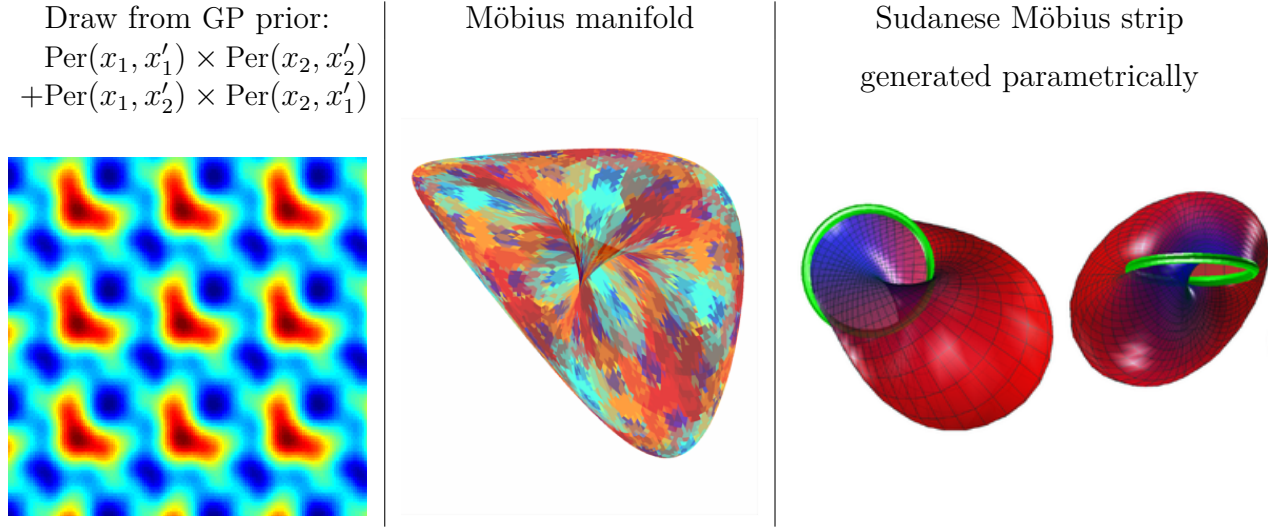 Draw from GP prior:
Per(x₁, x′₁) × Per(x₂, x′₂)
+Per(x₁, x′₂) × Per(x₂, x′₁)
Möbius manifold
Sudanese Möbius strip
generated parametrically